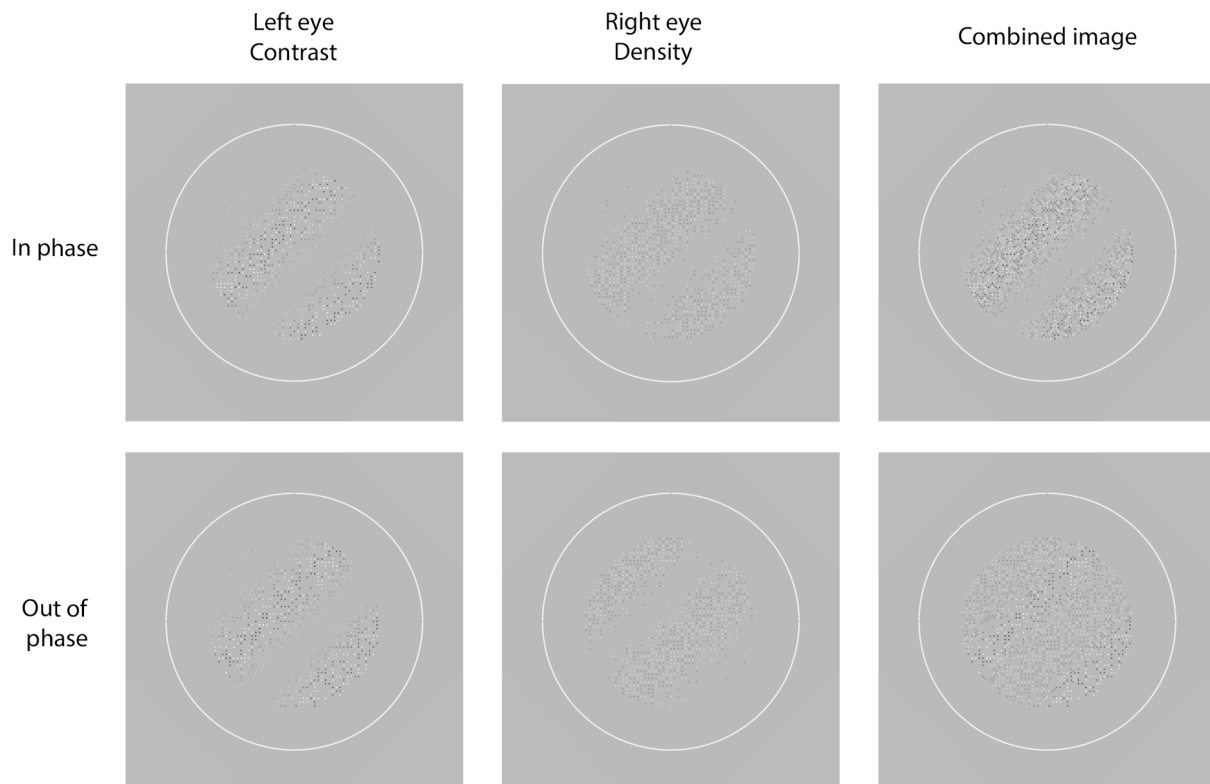 Left eye
Contrast
Right eye
Density
Combined image
In phase
Out of
phase